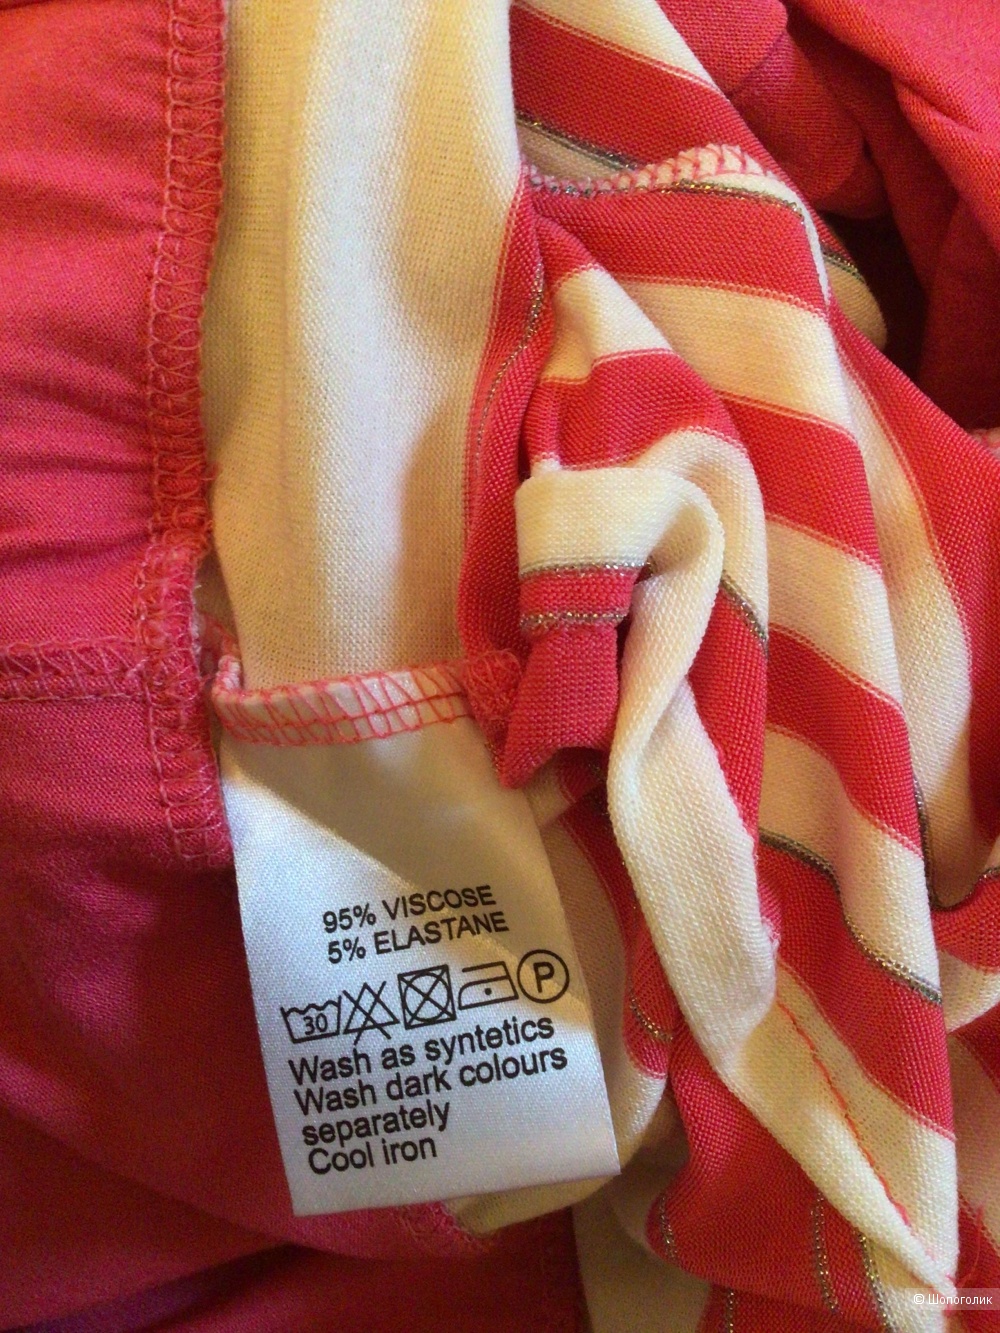 95% VISCOSE
5% ELASTANE
30 P
Wash as syntetics
Wash dark colours
separately
Cool iron
© Шопоголик